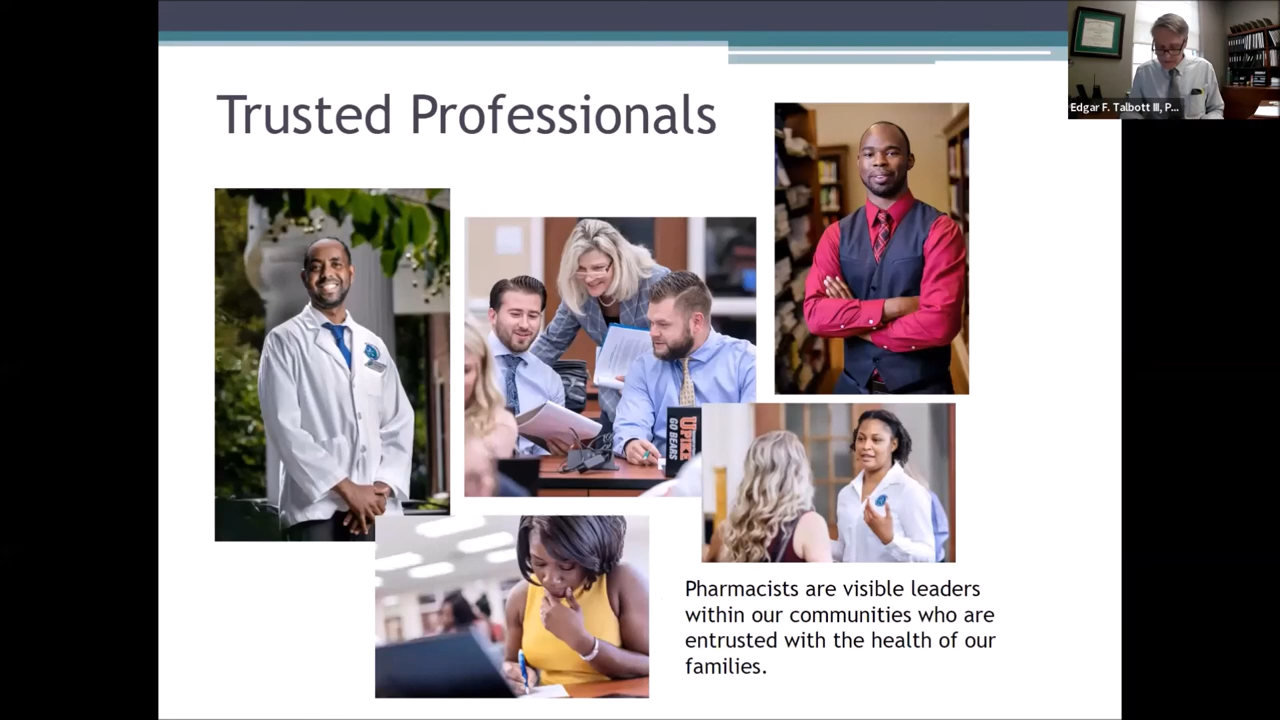 Trusted Professionals
Edgar F. Talbott III, P...
UPIKE
GO BEARS
Pharmacists are visible leaders
within our communities who are
entrusted with the health of our
families.